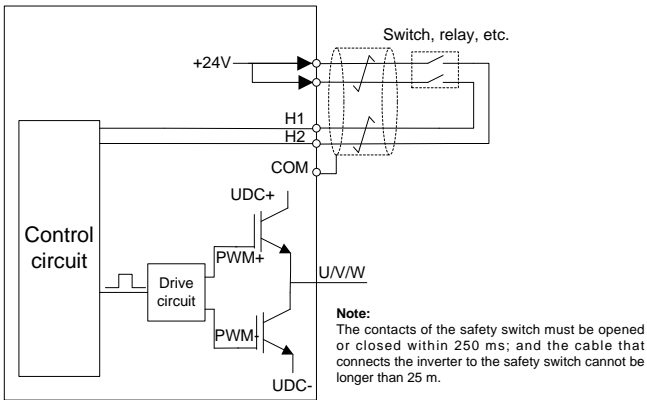 Switch, relay, etc.
+24V
H1
H2
COM
UDC+
Control
circuit
PWM+
Drive
circuit
U/V/W
PWM-
UDC-
Note:
The contacts of the safety switch must be opened
or closed within 250 ms; and the cable that
connects the inverter to the safety switch cannot be
longer than 25 m.